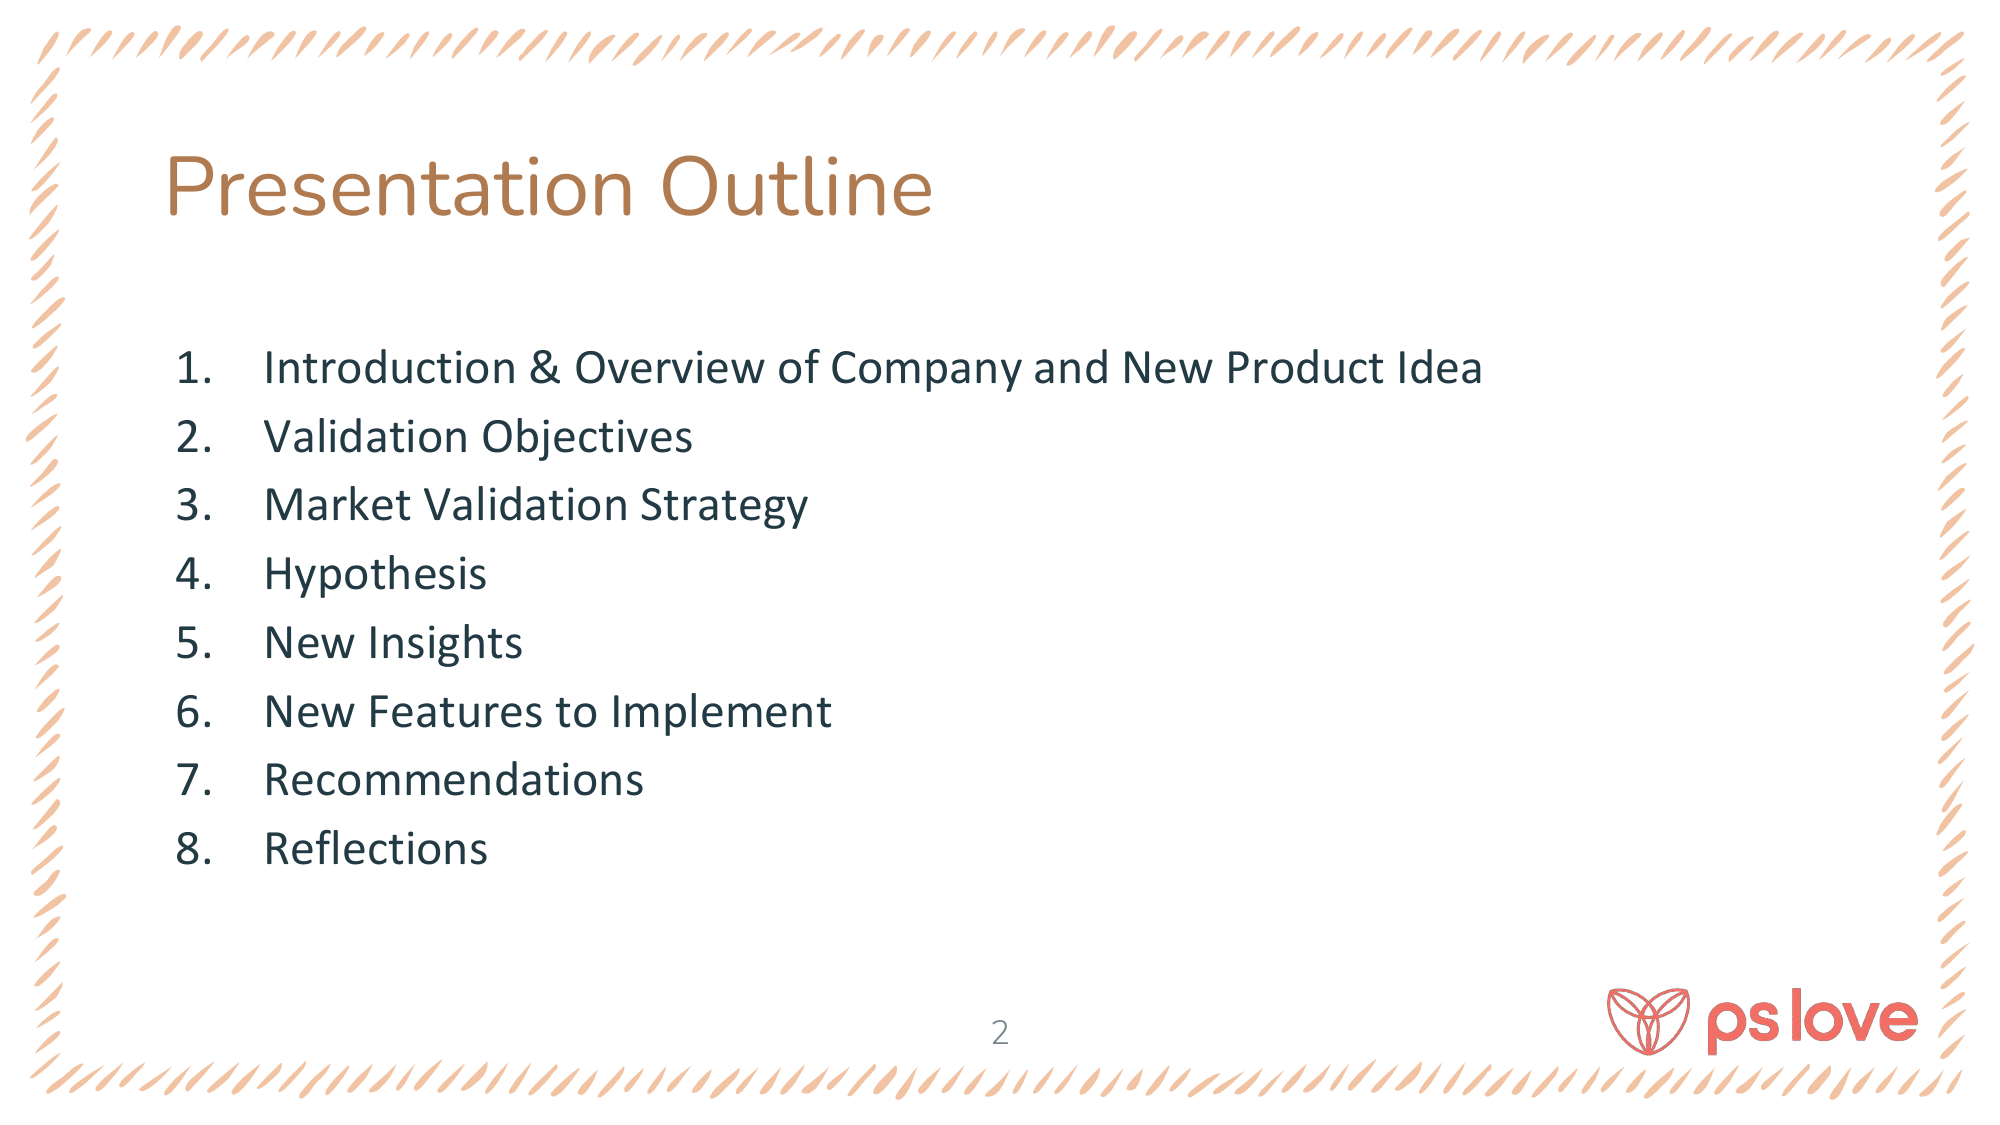 Presentation Outline
1. Introduction & Overview of Company and New Product Idea
2. Validation Objectives
3. Market Validation Strategy
4. Hypothesis
5. New Insights
6. New Features to Implement
7. Recommendations
8. Reflections
2
ps love